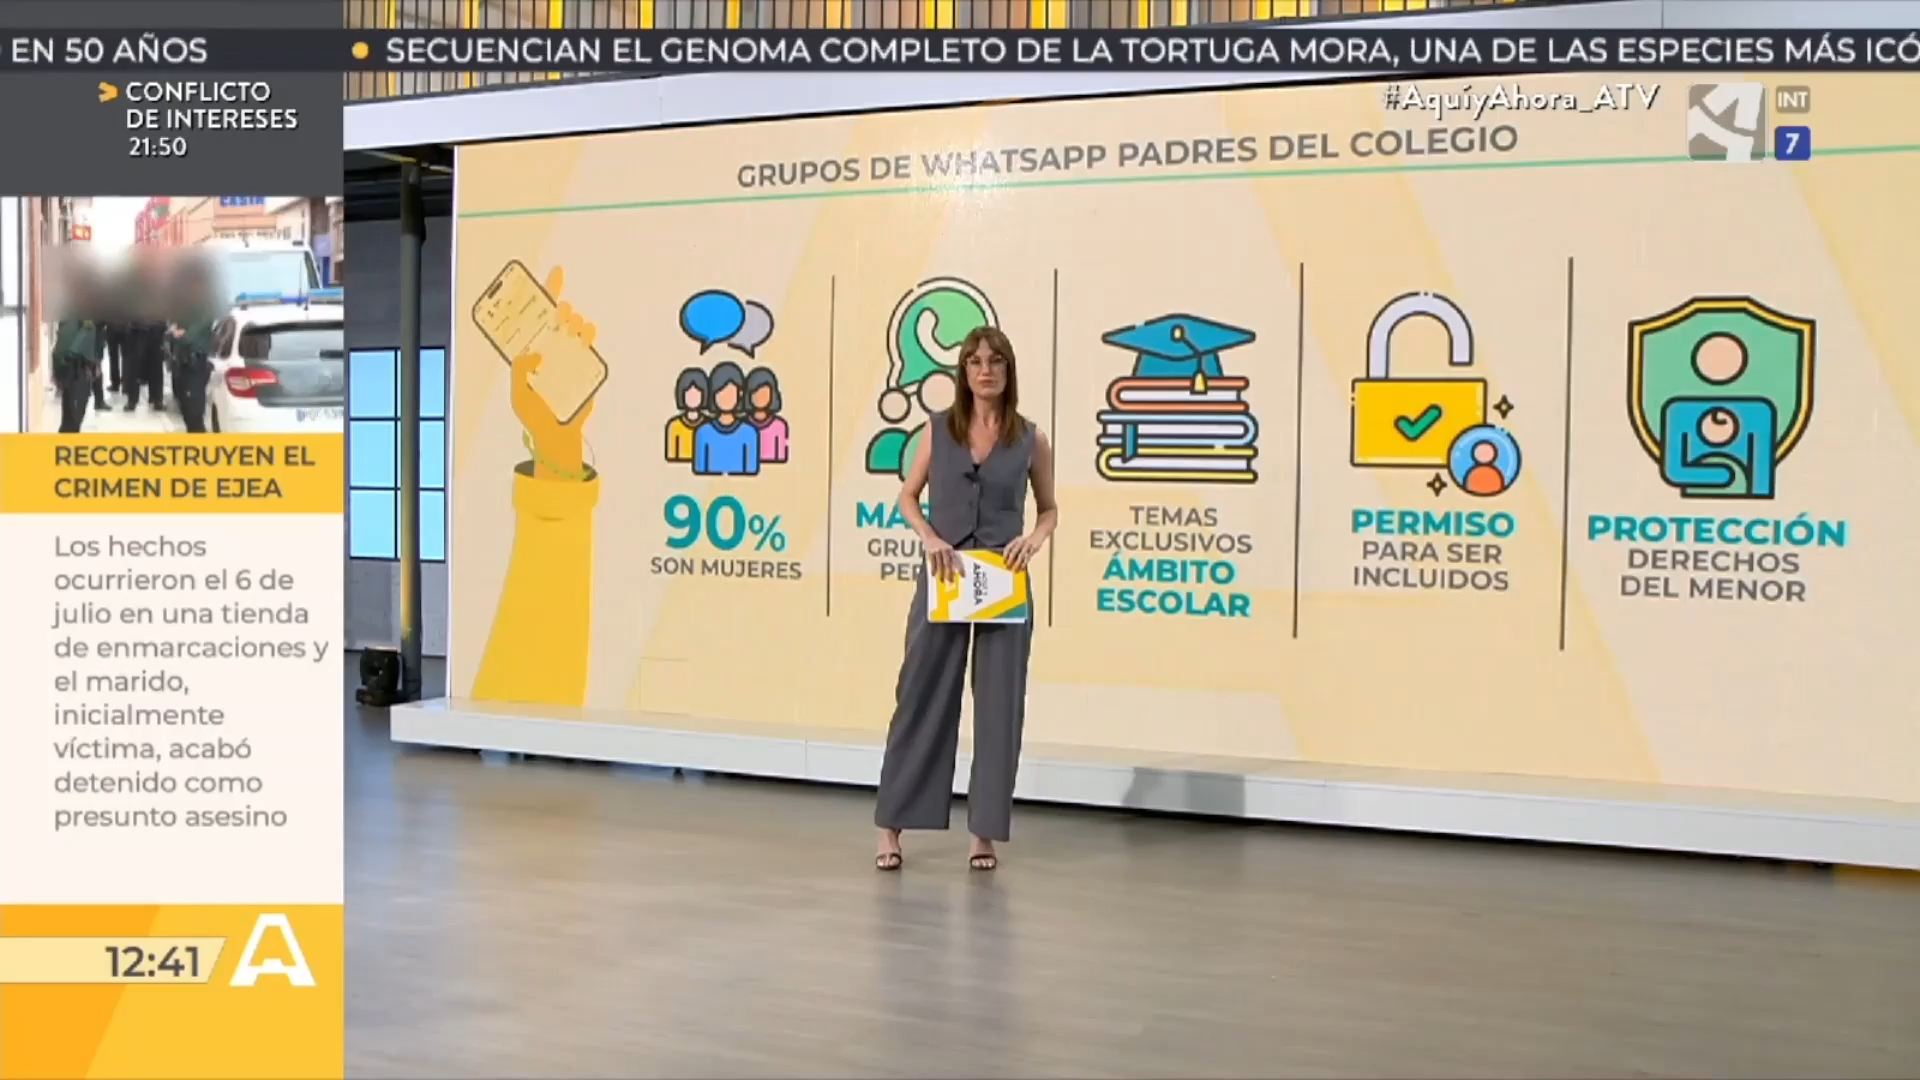 EN 50 AÑOS
SECUENCIAN EL GENOMA COMPLETO DE LA TORTUGA MORA, UNA DE LAS ESPECIES MÁS ICÓ
CONFLICTO
DE INTERESES
21:50
#AquíyAhora_ATV
INT
7
RECONSTRUYEN EL
CRIMEN DE EJEA
Los hechos
ocurrieron el 6 de
julio en una tienda
de enmarcaciones y
el marido,
inicialmente
víctima, acabó
detenido como
presunto asesino
12:41
GRUPOS DE WHATSAPP PADRES DEL COLEGIO
90%
SON MUJERES
TEMAS
EXCLUSIVOS
ÁMBITO
ESCOLAR
PERMISO
PARA SER
INCLUIDOS
PROTECCIÓN
DERECHOS
DEL MENOR
AHORA